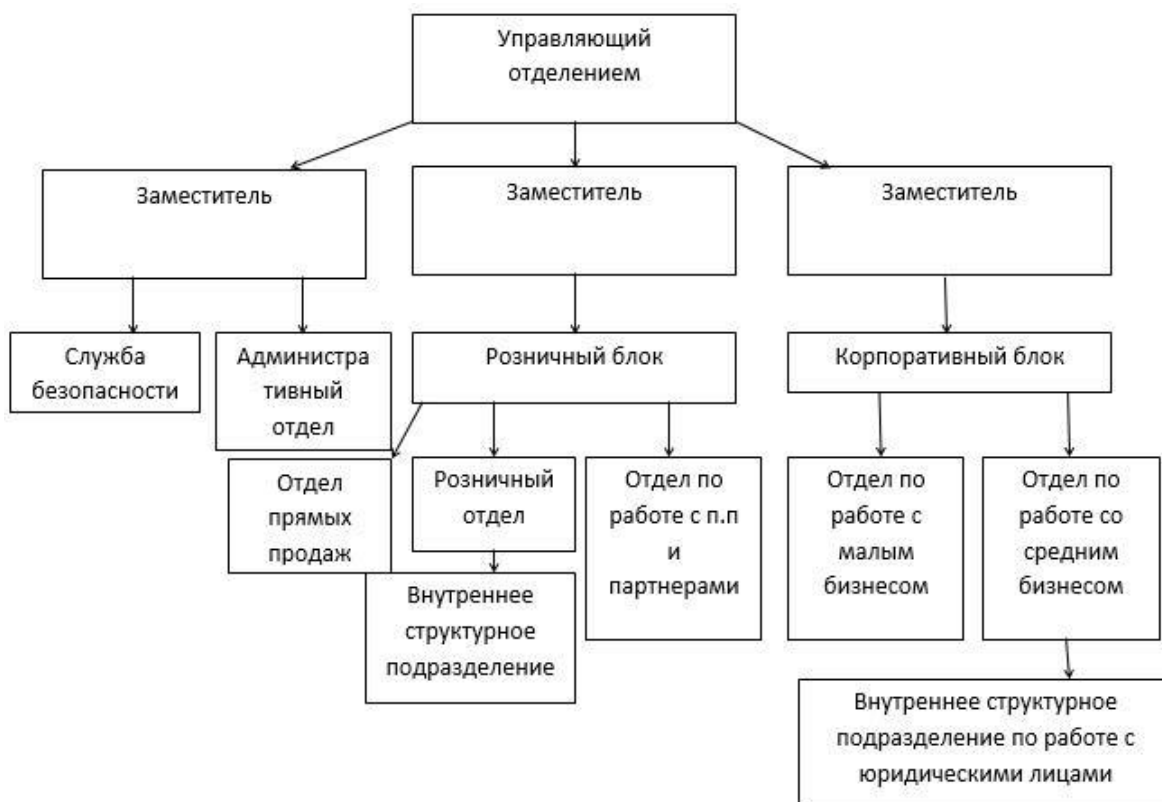 Управляющий
отделением
Заместитель
Заместитель
Заместитель
Служба
безопасности
Администра
тивный
отдел
Розничный блок
Корпоративный блок
Отдел
прямых
продаж
Розничный
отдел
Отдел по
работе с п.п
и
партнерами
Отдел по
работе с
малым
бизнесом
Отдел по
работе со
средним
бизнесом
Внутреннее
структурное
подразделение
Внутреннее структурное
подразделение по работе с
юридическими лицами